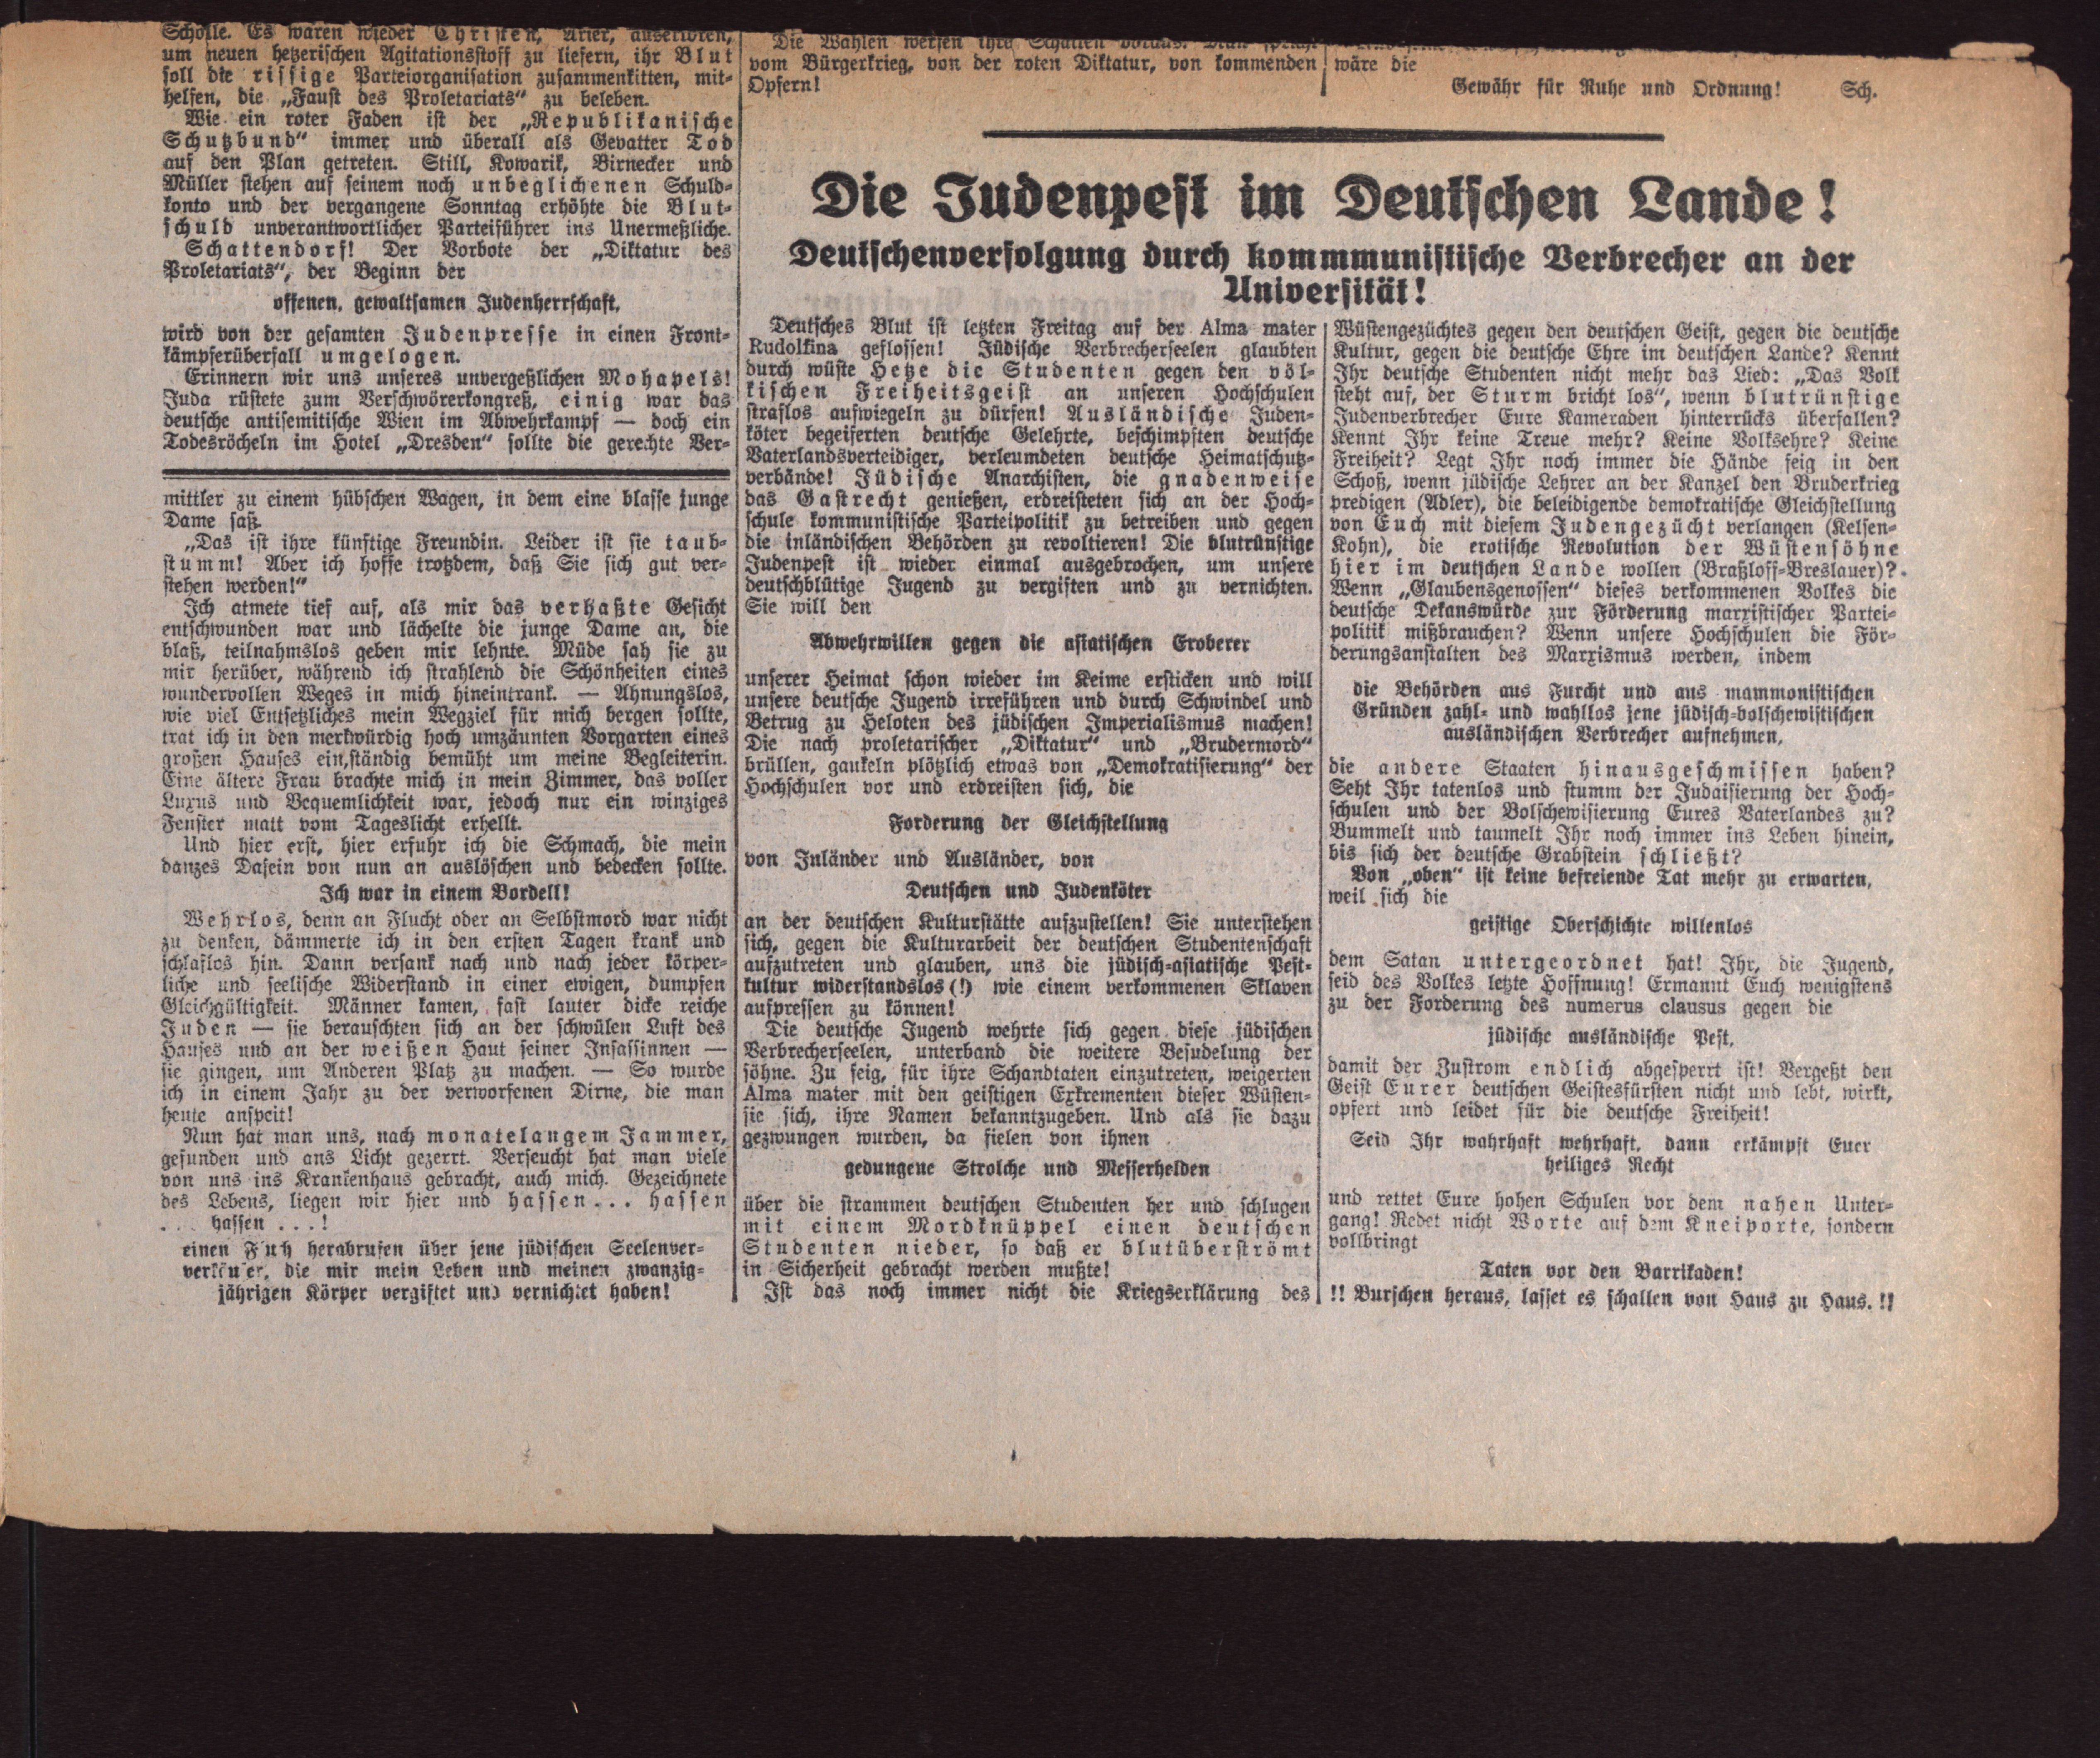 Scholle. Es waren wieder Christen, Arier, auserwählt,
um neuen hetzerischen Agitationsstoff zu liefern, ihr Blut
soll die rissige Parteiorganisation zusammenkitten, mit-
helfen, die „Faust des Proletariats“ zu beleben.
Wie ein roter Faden ist der „Republikanische
Schutzbund“ immer und überall als Gevatter Tod
auf den Plan getreten. Still, Kowarik, Birnecker und
Müller stehen auf seinem noch unbeglichenen Schuld-
konto und der vergangene Sonntag erhöhte die Blut-
schuld unverantwortlicher Parteiführer ins Unermeßliche.
Schattendorf! Der Vorbote der „Diktatur des
Proletariats“, der Beginn der
offenen, gewaltsamen Judenherrschaft,
wird von der gesamten Judenpresse in einen Front-
kämpferüberfall umgelogen.
Erinnern wir uns unseres unvergeßlichen Mohapels!
Juda rüstete zum Verschwörerkongreß, einig war das
deutsche antisemitische Wien im Abwehrkampf — doch ein
Todesröcheln im Hotel „Dresden“ sollte die gerechte Ver-
mittler zu einem hübschen Wagen, in dem eine blasse junge
Dame saß.
„Das ist ihre künftige Freundin. Leider ist sie taub-
stumm! Aber ich hoffe trotzdem, daß Sie sich gut ver-
stehen werden!“
Ich atmete tief auf, als mir das verhaßte Gesicht
entschwunden war und lächelte die junge Dame an, die
blaß, teilnahmslos geben mir lehnte. Müde sah sie zu
mir herüber, während ich strahlend die Schönheiten eines
wundervollen Weges in mich hineintrank. — Ahnungslos,
wie viel Entsetzliches mein Wegziel für mich bergen sollte,
trat ich in den merkwürdig hoch umzäunten Vorgarten eines
großen Hauses ein,ständig bemüht um meine Begleiterin.
Eine ältere Frau brachte mich in mein Zimmer, das voller
Luxus und Bequemlichkeit war, jedoch nur ein winziges
Fenster matt vom Tageslicht erhellt.
Und hier erst, hier erfuhr ich die Schmach, die mein
danzes Dasein von nun an auslöschen und bedecken sollte.
Ich war in einem Bordell!
Wehrlos, denn an Flucht oder an Selbstmord war nicht
zu denken, dämmerte ich in den ersten Tagen krank und
schlaflos hin. Dann versank nach und nach jeder körper-
liche und seelische Widerstand in einer ewigen, dumpfen
Gleichgültigkeit. Männer kamen, fast lauter dicke reiche
Juden — sie berauschten sich an der schwülen Luft des
Hauses und an der weißen Haut seiner Insassinnen —
sie gingen, um Anderen Platz zu machen. — So wurde
ich in einem Jahr zu der verworfenen Dirne, die man
heute anspeit!
Nun hat man uns, nach monatelangem Jammer,
gefunden und ans Licht gezerrt. Verseucht hat man viele
von uns ins Krankenhaus gebracht, auch mich. Gezeichnete
des Lebens, liegen wir hier und hassen... hassen
... hassen ...!
einen Fluch herabrufen über jene jüdischen Seelenver-
verkäufer, die mir mein Leben und meinen zwanzig-
jährigen Körper vergiftet und vernichtet haben!
Die Wahlen werfen ihre Schatten voraus. Man spricht
vom Bürgerkrieg, von der roten Diktatur, von kommenden
Opfern!
wäre die
Gewähr für Ruhe und Ordnung! Sch.
Die Judenpest im Deutschen Lande!
Deutschenverfolgung durch kommmunistische Verbrecher an der
Universität!
Deutsches Blut ist letzten Freitag auf der Alma mater
Rudolfina geflossen! Jüdische Verbrecherseelen glaubten
durch wüste Hetze die Studenten gegen den völ-
kischen Freiheitsgeist an unseren Hochschulen
straflos aufwiegeln zu dürfen! Ausländische Juden-
köter begeiferten deutsche Gelehrte, beschimpften deutsche
Vaterlandsverteidiger, verleumdeten deutsche Heimatschutz-
verbände! Jüdische Anarchisten, die gnadenweise
das Gastrecht genießen, erdreisteten sich an der Hoch-
schule kommunistische Parteipolitik zu betreiben und gegen
die inländischen Behörden zu revoltieren! Die blutrünstige
Judenpest ist wieder einmal ausgebrochen, um unsere
deutschblütige Jugend zu vergiften und zu vernichten.
Sie will den
Abwehrwillen gegen die asiatischen Eroberer
unserer Heimat schon wieder im Keime ersticken und will
unsere deutsche Jugend irreführen und durch Schwindel und
Betrug zu Heloten des jüdischen Imperialismus machen!
Die nach proletarischer „Diktatur“ und „Brudermord“
brüllen, gaukeln plötzlich etwas von „Demokratisierung“ der
Hochschulen vor und erdreisten sich, die
Forderung der Gleichstellung
von Inländer und Ausländer, von
Deutschen und Judenköter
an der deutschen Kulturstätte aufzustellen! Sie unterstehen
sich, gegen die Kulturarbeit der deutschen Studentenschaft
aufzutreten und glauben, uns die jüdisch-asiatische Pest-
kultur widerstandslos (!) wie einem verkommenen Sklaven
aufpressen zu können!
Die deutsche Jugend wehrte sich gegen diese jüdischen
Verbrecherseelen, unterband die weitere Besudelung der
söhne. Zu feig, für ihre Schandtaten einzutreten, weigerten
Alma mater mit den geistigen Exkrementen dieser Wüsten-
sie sich, ihre Namen bekanntzugeben. Und als sie dazu
gezwungen wurden, da fielen von ihnen
gedungene Strolche und Messerhelden
über die strammen deutschen Studenten her und schlugen
mit einem Mordknüppel einen deutschen
Studenten nieder, so daß er blutüberströmt
in Sicherheit gebracht werden mußte!
Ist das noch immer nicht die Kriegserklärung des
Wüstengezüchtes gegen den deutschen Geist, gegen die deutsche
Kultur, gegen die deutsche Ehre im deutschen Lande? Kennt
Ihr deutsche Studenten nicht mehr das Lied: „Das Volk
steht auf, der Sturm bricht los“, wenn blutrünstige
Judenverbrecher Eure Kameraden hinterrücks überfallen?
Kennt Ihr keine Treue mehr? Keine Volksehre? Keine
Freiheit? Legt Ihr noch immer die Hände feig in den
Schoß, wenn jüdische Lehrer an der Kanzel den Bruderkrieg
predigen (Adler), die beleidigende demokratische Gleichstellung
von Euch mit diesem Judengezücht verlangen (Kelsen-
Kohn), die erotische Revolution der Wüstensöhne
hier im deutschen Lande wollen (Braßloff-Breslauer)?
Wenn „Glaubensgenossen“ dieses verkommenen Volkes die
deutsche Dekanswürde zur Förderung marxistischer Partei-
politik mißbrauchen? Wenn unsere Hochschulen die För-
derungsanstalten des Marxismus werden, indem
die Behörden aus Furcht und aus mammonistischen
Gründen zahl- und wahllos jene jüdisch-bolschewistischen
ausländischen Verbrecher aufnehmen,
die andere Staaten hinausgeschmissen haben?
Seht Ihr tatenlos und stumm der Judaisierung der Hoch-
schulen und der Bolschewisierung Eures Vaterlandes zu?
Bummelt und taumelt Ihr noch immer ins Leben hinein,
bis sich der deutsche Grabstein schließt?
Von „oben“ ist keine befreiende Tat mehr zu erwarten,
weil sich die
geistige Oberschichte willenlos
dem Satan untergeordnet hat! Ihr, die Jugend,
seid des Volkes letzte Hoffnung! Ermannt Euch wenigstens
zu der Forderung des numerus clausus gegen die
jüdische ausländische Pest,
damit der Zustrom endlich abgesperrt ist! Vergeßt den
Geist Eurer deutschen Geistesfürsten nicht und lebt, wirkt,
opfert und leidet für die deutsche Freiheit!
Seid Ihr wahrhaft wehrhaft, dann erkämpft Euer
heiliges Recht
und rettet Eure hohen Schulen vor dem nahen Unter-
gang! Redet nicht Worte auf dem Kneiporte, sondern
vollbringt
Taten vor den Barrikaden!
!! Burschen heraus, lasset es schallen von Haus zu Haus. !!